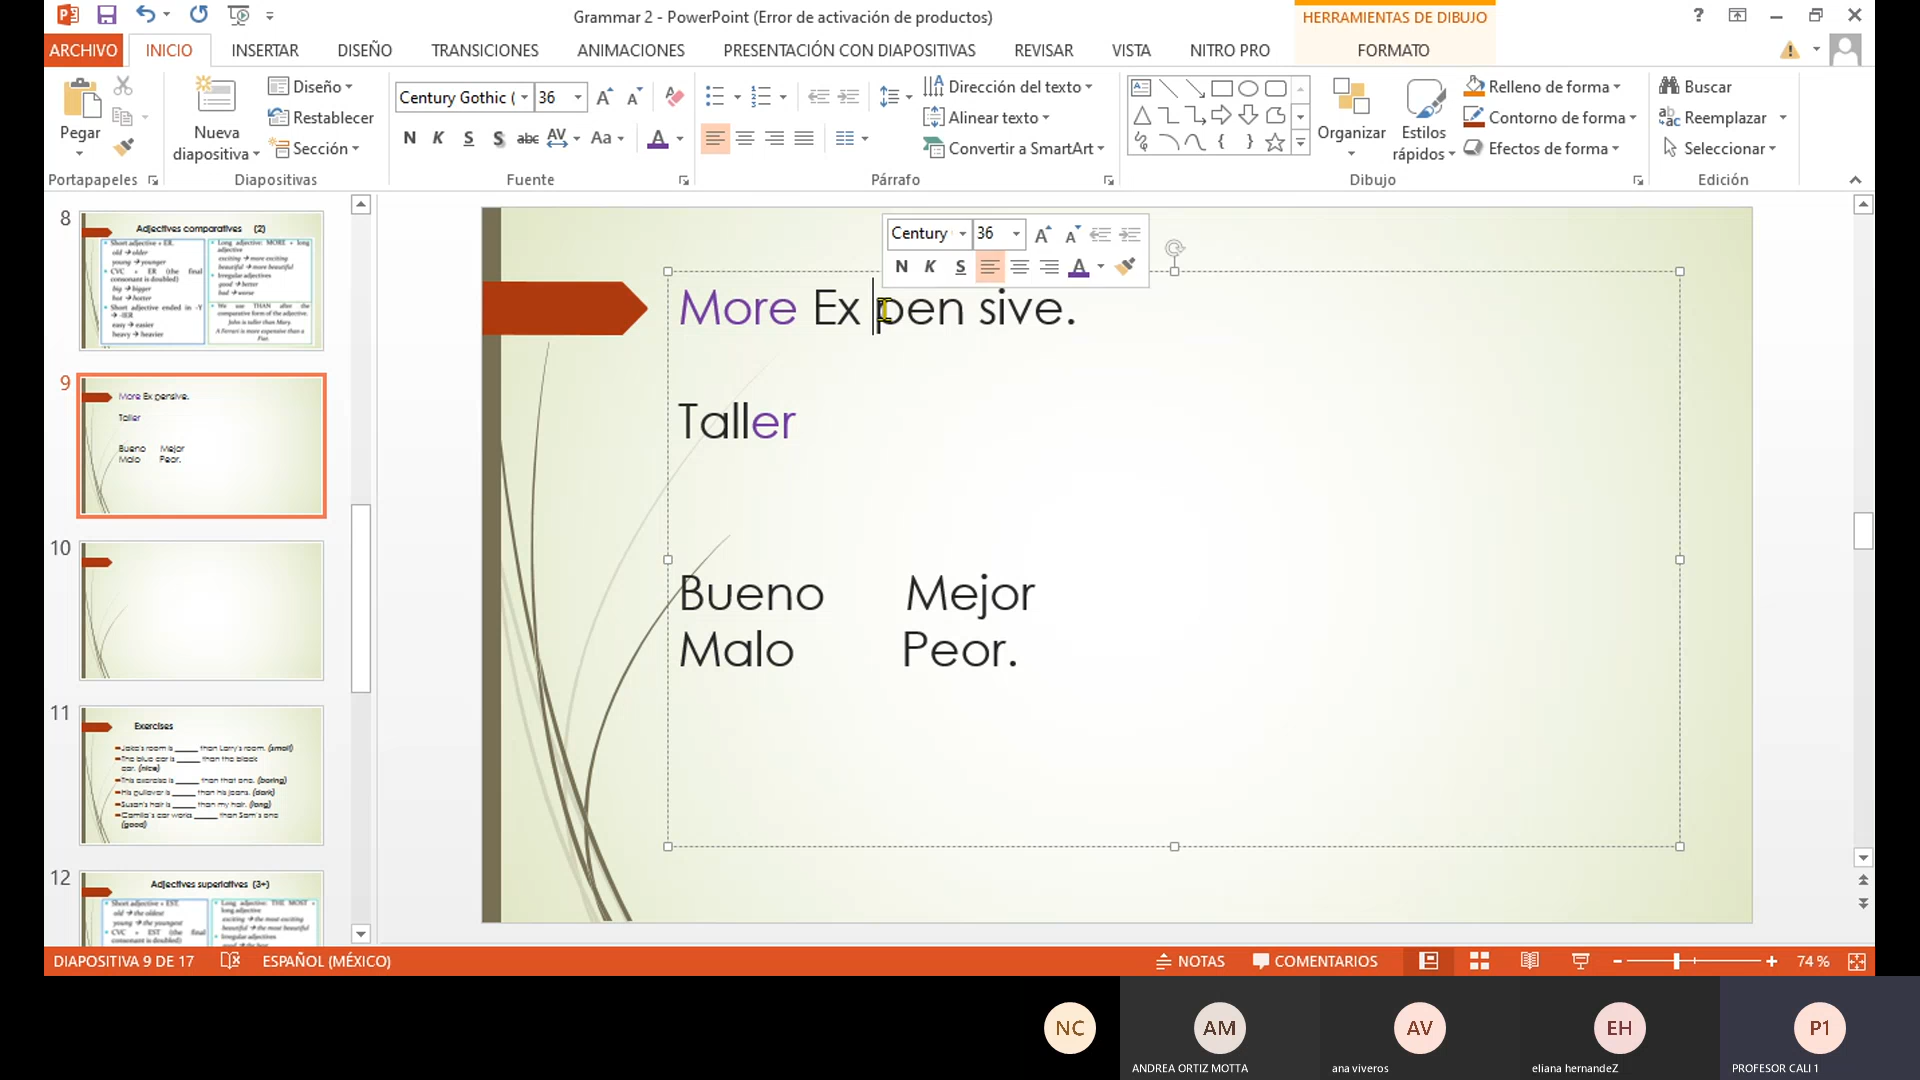 Grammar 2 - PowerPoint (Error de activación de productos)
HERRAMIENTAS DE DIBUJO
?
ARCHIVO INICIO INSERTAR DISEÑO TRANSICIONES ANIMACIONES PRESENTACIÓN CON DIAPOSITIVAS REVISAR VISTA NITRO PRO FORMATO
Pegar
Nueva diapositiva
Diseño
Restablecer
Sección
Century Gothic ( 36
N K S S abc AV Aa A
Dirección del texto
Alinear texto
Convertir a SmartArt
Organizar
Estilos rápidos
Relleno de forma
Contorno de forma
Efectos de forma
Buscar
Reemplazar
Seleccionar
Portapapeles Diapositivas Fuente Párrafo Dibujo Edición
8
Adjectives comparatives (2)
Short adjective + ER.
old → older
young → younger
CVC + ER (the final consonant is doubled)
big → bigger
hot → hotter
Short adjective ended in -Y → -IER
easy → easier
heavy → heavier
Long adjective: MORE + long adjective
exciting → more exciting
beautiful → more beautiful
Irregular adjectives
good → better
bad → worse
We use THAN after the comparative form of the adjective.
John is taller than Mary.
A Ferrari is more expensive than a Fiat.
9
More Ex pensive.
Taller
Bueno Mejor
Malo Peor.
10
11
Exercises
Jake's room is _____ than Larry's room. (small)
The blue car is _____ than the black car. (nice)
This exercise is _____ than that one. (boring)
His pullover is _____ than his jeans. (dark)
Susan's hair is _____ than my hair. (long)
Camila's car works _____ than Sam's one (good)
12
Adjectives superlatives (3+)
Short adjective + EST.
old → the oldest
young → the youngest
CVC + EST (the final consonant is doubled)
Long adjective: THE MOST + long adjective
exciting → the most exciting
beautiful → the most beautiful
Irregular adjectives
Century 36
N K S A
More Ex pen sive.
Taller
Bueno Mejor
Malo Peor.
DIAPOSITIVA 9 DE 17 ESPAÑOL (MÉXICO) NOTAS COMENTARIOS 74 %
NC AM AV EH P1
ANDREA ORTIZ MOTTA ana viveros eliana hernandeZ PROFESOR CALI 1